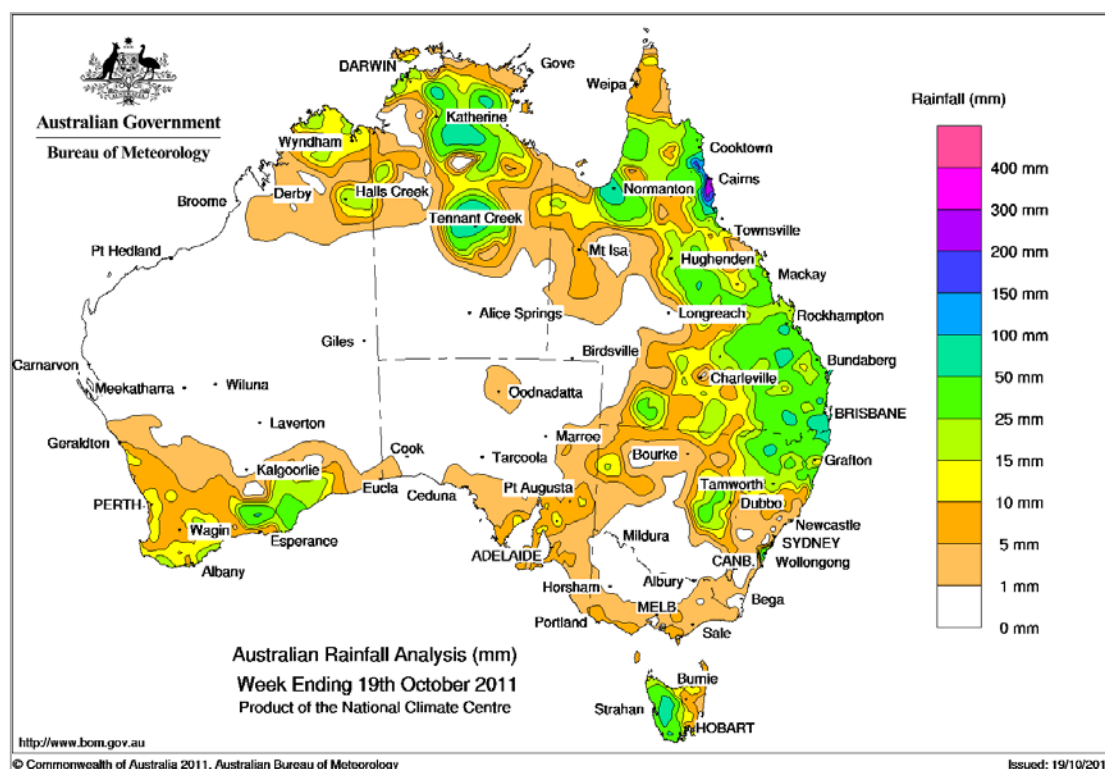 Australian Government
Bureau of Meteorology
DARWIN
Gove
Weipa
Katherine
Wyndham
Cooktown
Cairns
Derby
Halls Creek
Normanton
Broome
Tennant Creek
Townsville
Pt Hedland
Mt Isa
Hughenden
Mackay
Alice Springs
Longreach
Rockhampton
Giles
Birdsville
Bundaberg
Carnarvon
Meekatharra
Wiluna
Oodnadatta
Charleville
BRISBANE
Laverton
Geraldton
Cook
Marree
Tarcoola
Bourke
Grafton
Kalgoorlie
Eucla
Ceduna
Pt Augusta
Tamworth
Dubbo
PERTH
Wagin
Esperance
Albany
ADELAIDE
Mildura
Newcastle
SYDNEY
CANB.
Wollongong
Horsham
Albury
Bega
Portland
MELB
Sale
Burnie
Strahan
HOBART
Rainfall (mm)
400 mm
300 mm
200 mm
150 mm
100 mm
50 mm
25 mm
15 mm
10 mm
5 mm
1 mm
0 mm
Australian Rainfall Analysis (mm)
Week Ending 19th October 2011
Product of the National Climate Centre
http://www.bom.gov.au
© Commonwealth of Australia 2011, Australian Bureau of Meteorology
Issued: 19/10/201